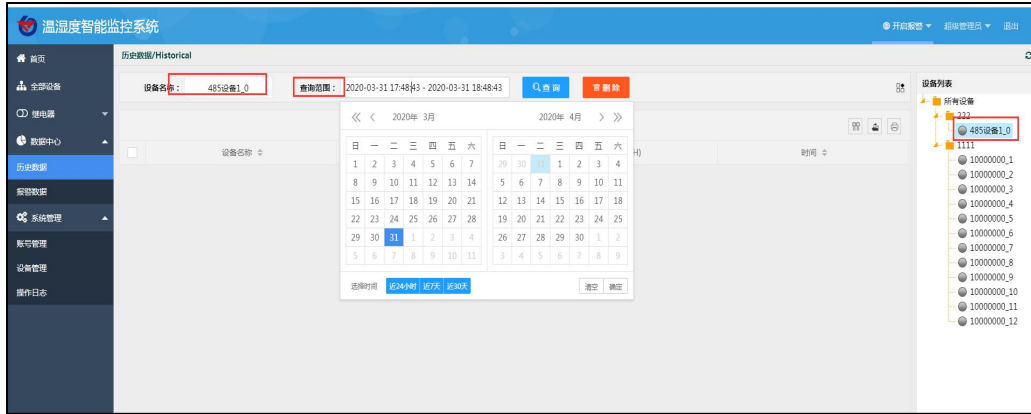 温湿度智能监控系统
开启报警 超级管理员 退出
首页
全部设备
继电器
数据中心
历史数据
报警数据
系统管理
账号管理
设备管理
操作日志
历史数据/Historical
设备名称： 485设备1_0 查询范围： 2020-03-31 17:48:43 - 2020-03-31 18:48:43 查询 删除
设备名称 H) 时间
2020年 3月 2020年 4月
日 一 二 三 四 五 六 日 一 二 三 四 五 六
1 2 3 4 5 6 7 29 30 31 1 2 3 4
8 9 10 11 12 13 14 5 6 7 8 9 10 11
15 16 17 18 19 20 21 12 13 14 15 16 17 18
22 23 24 25 26 27 28 19 20 21 22 23 24 25
29 30 31 1 2 3 4 26 27 28 29 30 1 2
5 6 7 8 9 10 11 3 4 5 6 7 8 9
选择时间 近24小时 近7天 近30天 清空 确定
设备列表
所有设备
222
485设备1_0
1111
10000000_1
10000000_2
10000000_3
10000000_4
10000000_5
10000000_6
10000000_7
10000000_8
10000000_9
10000000_10
10000000_11
10000000_12